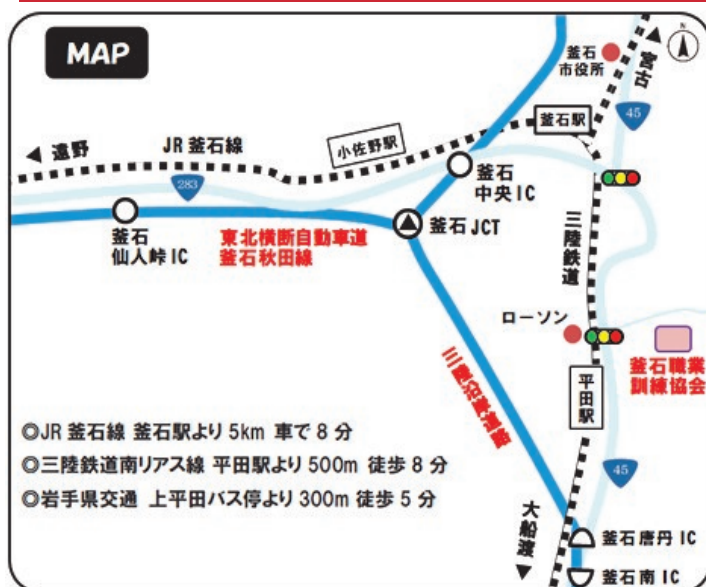 MAP
N
釜石
市役所
宮古
45
釜石駅
小佐野駅
JR 釜石線
遠野
283
釜石
中央IC
釜石
仙人峠 IC
東北横断自動車道
釜石秋田線
釜石 JCT
三陸鉄道
ローソン
釜石職業
訓練協会
三陸沿岸道路
平田駅
45
◎JR 釜石線 釜石駅より 5km 車で 8 分
◎三陸鉄道南リアス線 平田駅より 500m 徒歩 8 分
◎岩手県交通 上平田バス停より 300m 徒歩 5 分
大船渡
釜石唐丹 IC
釜石南 IC